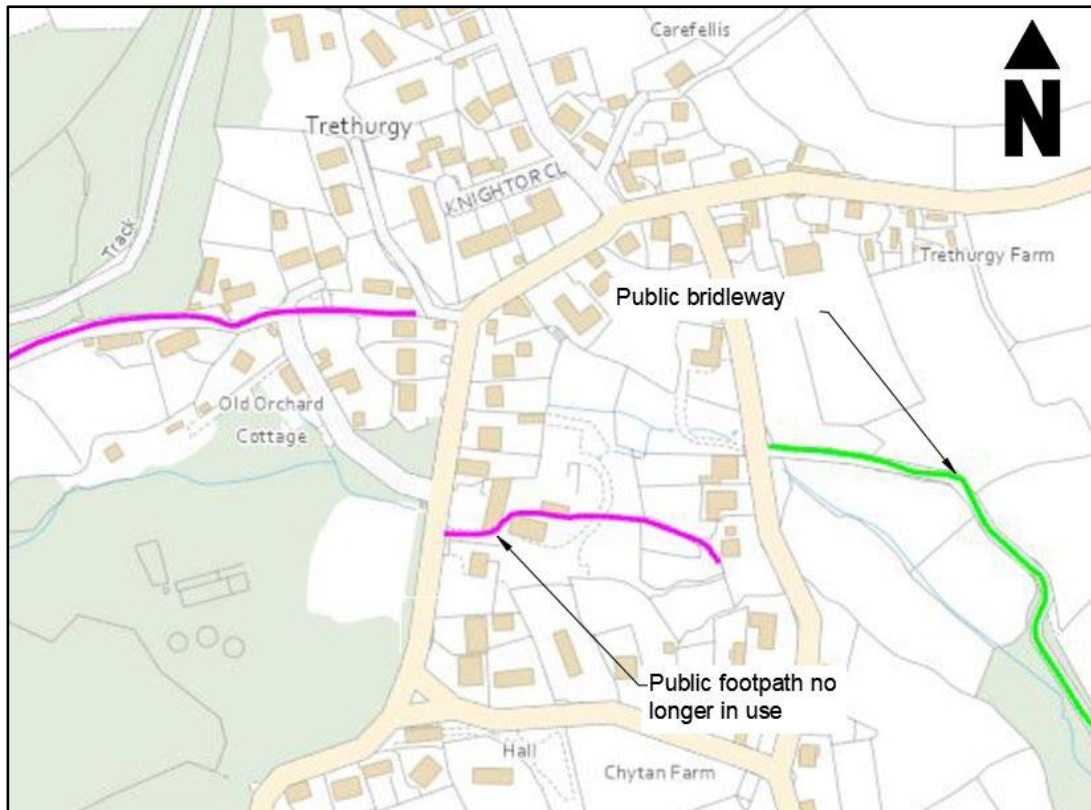 Carefellis
N
Trethurgy
KNIGHTOR CL
Track
Trethurgy Farm
Public bridleway
Old Orchard
Cottage
Public footpath no
longer in use
Hall
Chytan Farm